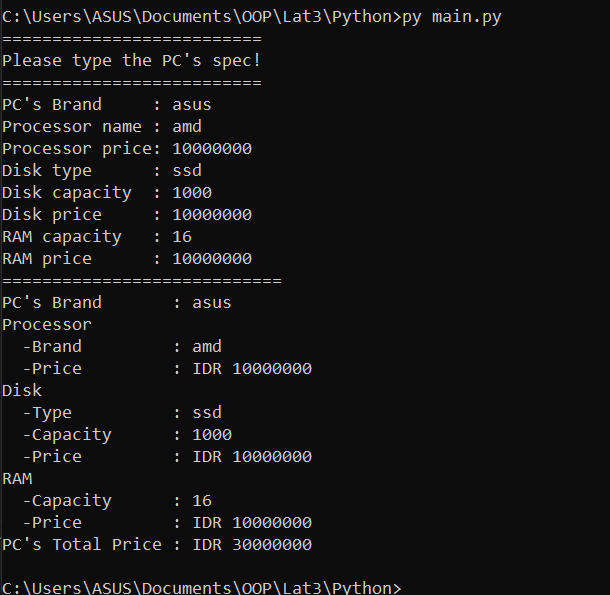 C:\Users\ASUS\Documents\OOP\Lat3\Python>py main.py
==========================
Please type the PC's spec!
==========================
PC's Brand     : asus
Processor name : amd
Processor price: 10000000
Disk type      : ssd
Disk capacity  : 1000
Disk price     : 10000000
RAM capacity   : 16
RAM price      : 10000000
============================
PC's Brand       : asus
Processor
  -Brand         : amd
  -Price         : IDR 10000000
Disk
  -Type          : ssd
  -Capacity      : 1000
  -Price         : IDR 10000000
RAM
  -Capacity      : 16
  -Price         : IDR 10000000
PC's Total Price : IDR 30000000
C:\Users\ASUS\Documents\OOP\Lat3\Python>